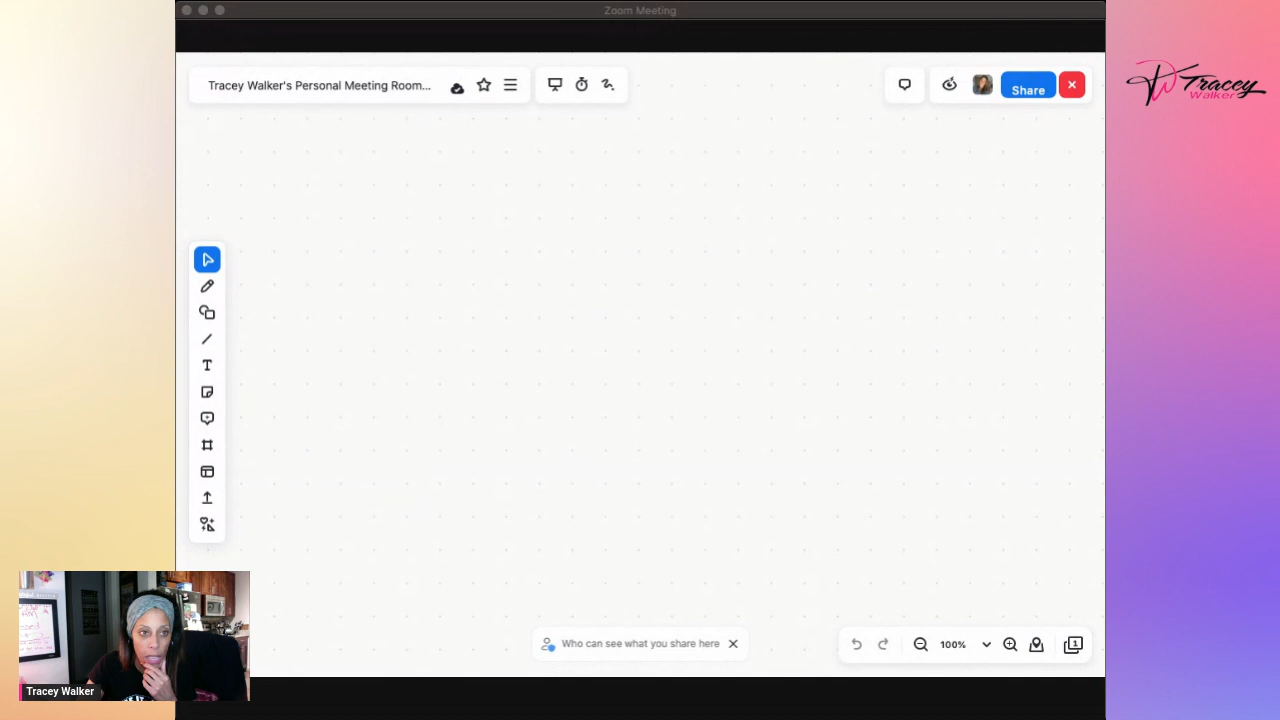 Zoom Meeting
Tracey Walker's Personal Meeting Room...
Share
Tracey
Walker
T
Who can see what you share here
100%
1
Tracey Walker